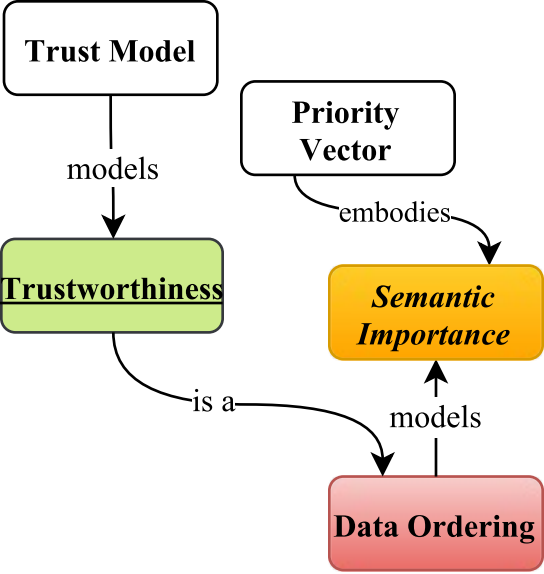 Trust Model
models
Priority
Vector
embodies
Trustworthiness
Semantic
Importance
is a
models
Data Ordering